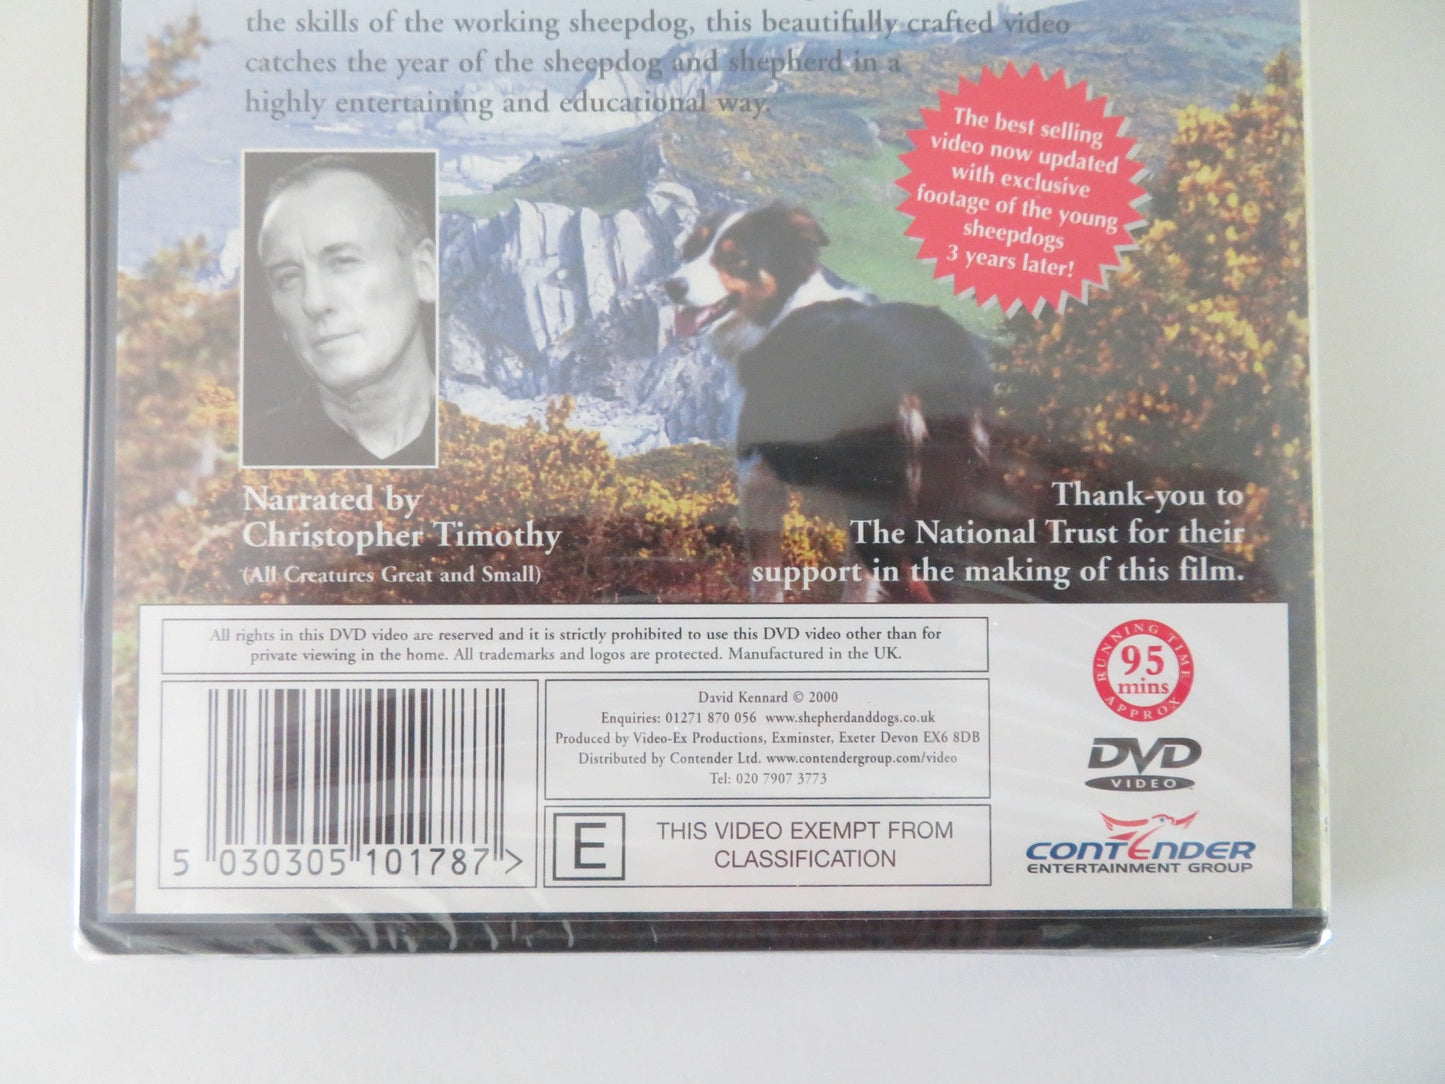 the skills of the working sheepdog, this beautifully crafted video
catches the year of the sheepdog and shepherd in a
highly entertaining and educational way.
The best selling
video now updated
with exclusive
footage of the young
sheepdogs
3 years later!
Narrated by
Christopher Timothy
(All Creatures Great and Small)
Thank-you to
The National Trust for their
support in the making of this film.
All rights in this DVD video are reserved and it is strictly prohibited to use this DVD video other than for
private viewing in the home. All trademarks and logos are protected. Manufactured in the UK.
5 030305 101787 >
David Kennard © 2000
Enquiries: 01271 870 056 www.shepherdanddogs.co.uk
Produced by Video-Ex Productions, Exminster, Exeter Devon EX6 8DB
Distributed by Contender Ltd. www.contendergroup.com/video
Tel: 020 7907 3773
E
THIS VIDEO EXEMPT FROM
CLASSIFICATION
RUNNING TIME
95
mins
APPROX
DVD
VIDEO
CONTENDER
ENTERTAINMENT GROUP